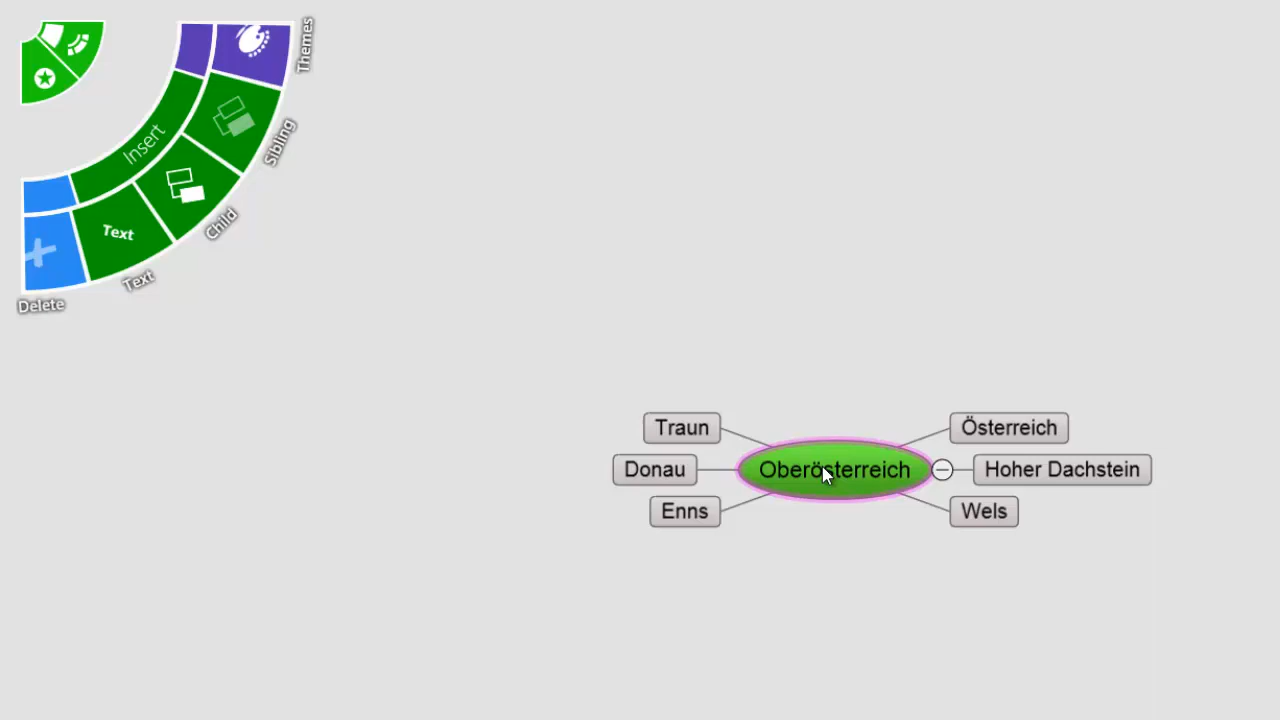 Themes
Sibling
Insert
Child
Text
Text
Delete
Traun
Österreich
Donau
Oberösterreich
Hoher Dachstein
Enns
Wels